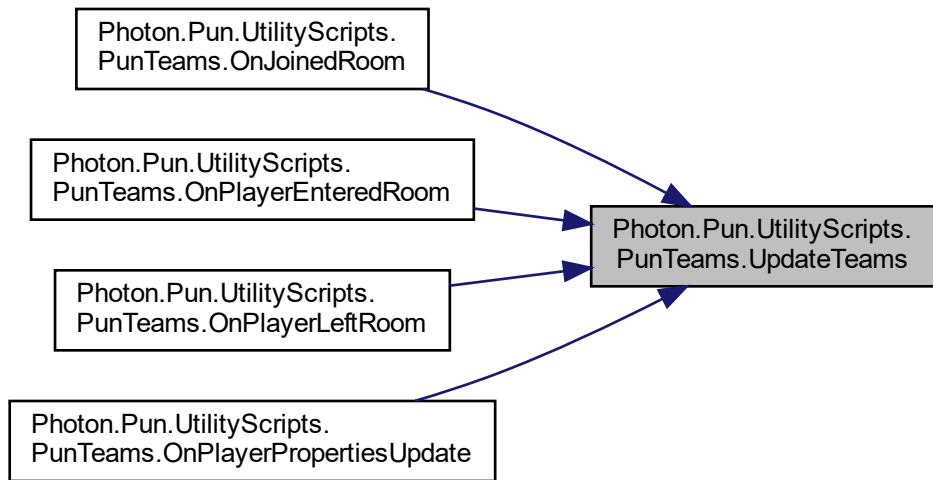 Photon.Pun.UtilityScripts.
PunTeams.OnJoinedRoom
Photon.Pun.UtilityScripts.
PunTeams.OnPlayerEnteredRoom
Photon.Pun.UtilityScripts.
PunTeams.UpdateTeams
Photon.Pun.UtilityScripts.
PunTeams.OnPlayerLeftRoom
Photon.Pun.UtilityScripts.
PunTeams.OnPlayerPropertiesUpdate